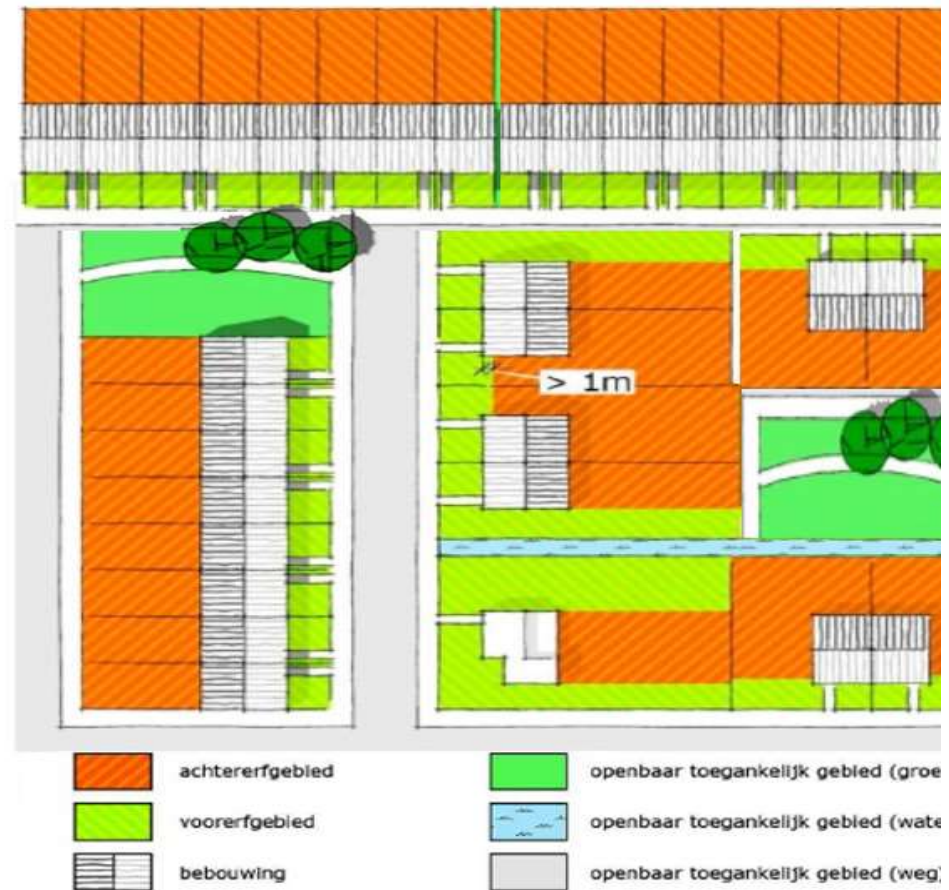 > 1m
achtererfgebied
openbaar toegankelijk gebied (groe
voorerfgebied
openbaar toegankelijk gebied (wate
bebouwing
openbaar toegankelijk gebied (weg)